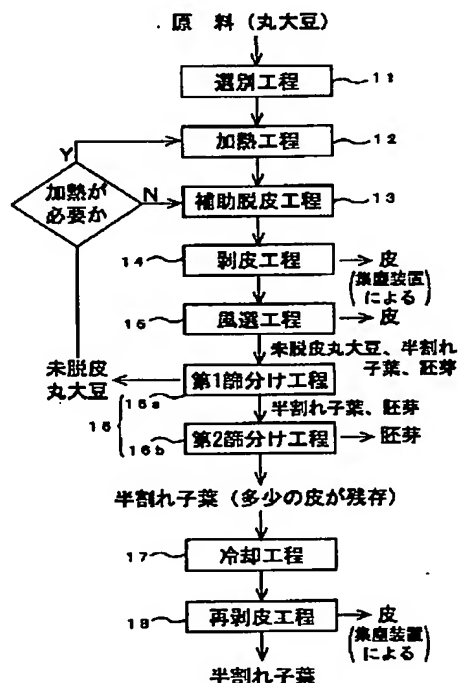 原 料 (丸大豆)
選別工程 11
加熱工程 12
Y
加熱が
必要か
N
補助脱皮工程 13
14 剥皮工程 → 皮
(集塵装置
による)
16 風選工程 → 皮
未脱皮丸大豆、半割れ
子葉、胚芽
未脱皮
丸大豆
第1篩分け工程
16a
15
半割れ子葉、胚芽
第2篩分け工程 → 胚芽
16b
半割れ子葉 (多少の皮が残存)
17 冷却工程
18 再剥皮工程 → 皮
(集塵装置
による)
半割れ子葉